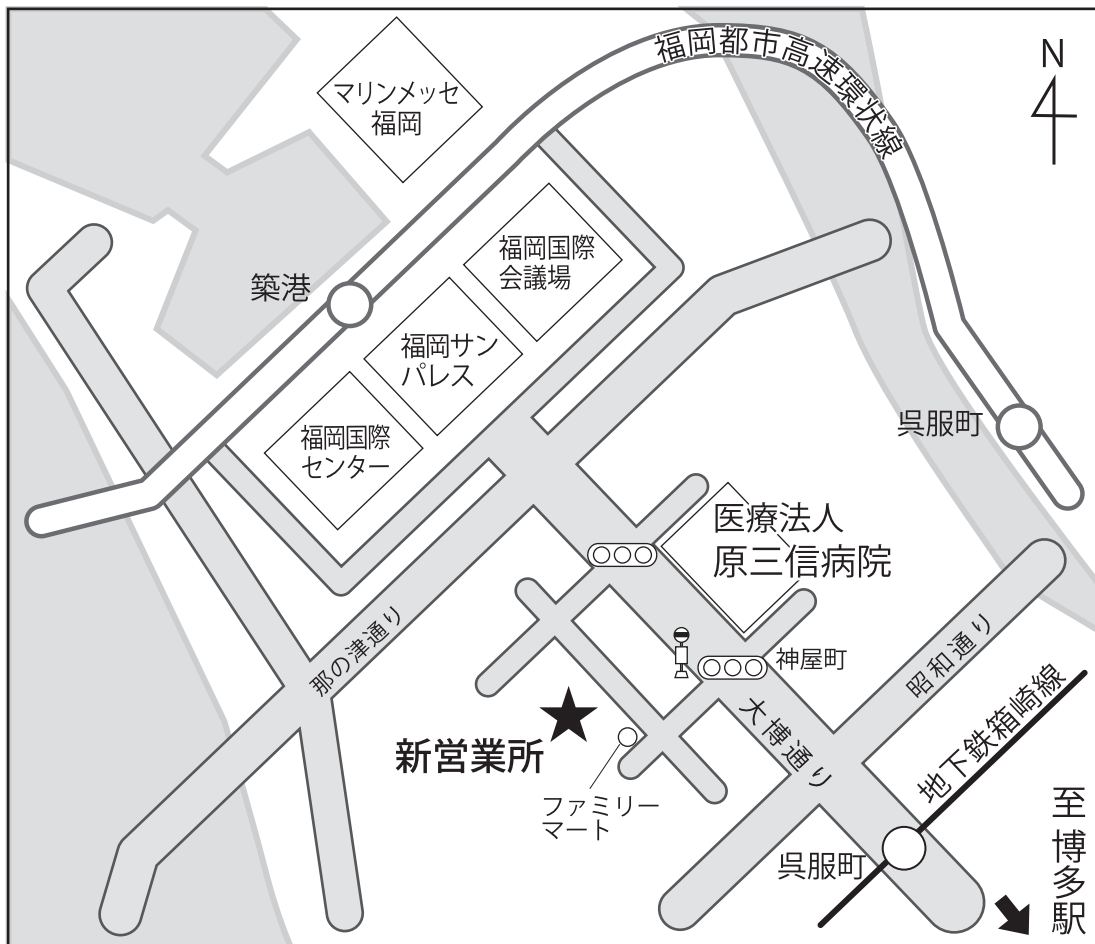 福岡都市高速環状線
N
マリンメッセ
福岡
福岡国際
会議場
築港
福岡サン
パレス
呉服町
福岡国際
センター
医療法人
原三信病院
那の津通り
神屋町
昭和通り
大博通り
地下鉄箱崎線
新営業所
ファミリー
マート
呉服町
至博多駅